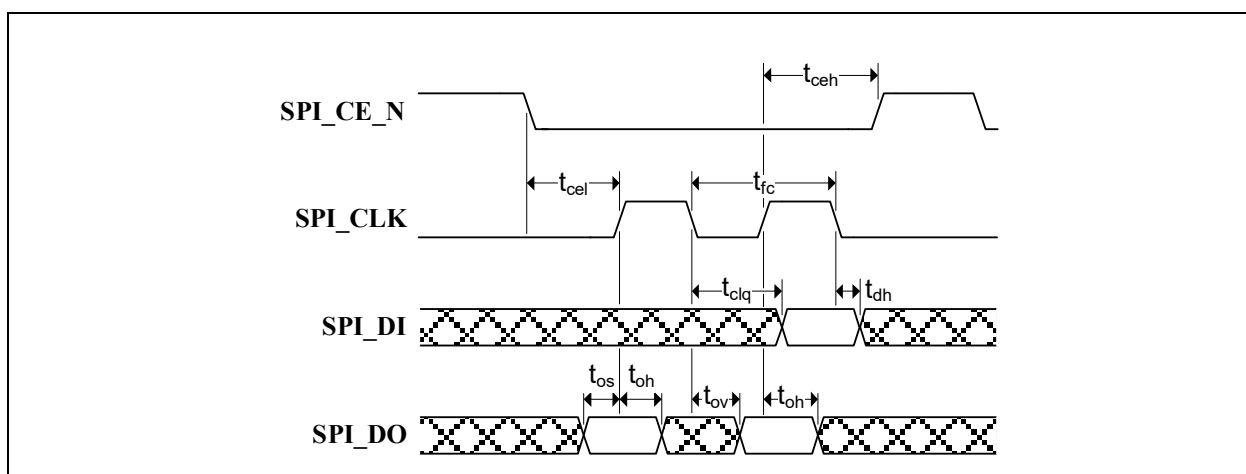 t_ceh
SPI_CE_N
t_cel t_fc
SPI_CLK
t_clq t_dh
SPI_DI
t_os t_oh t_ov t_oh
SPI_DO